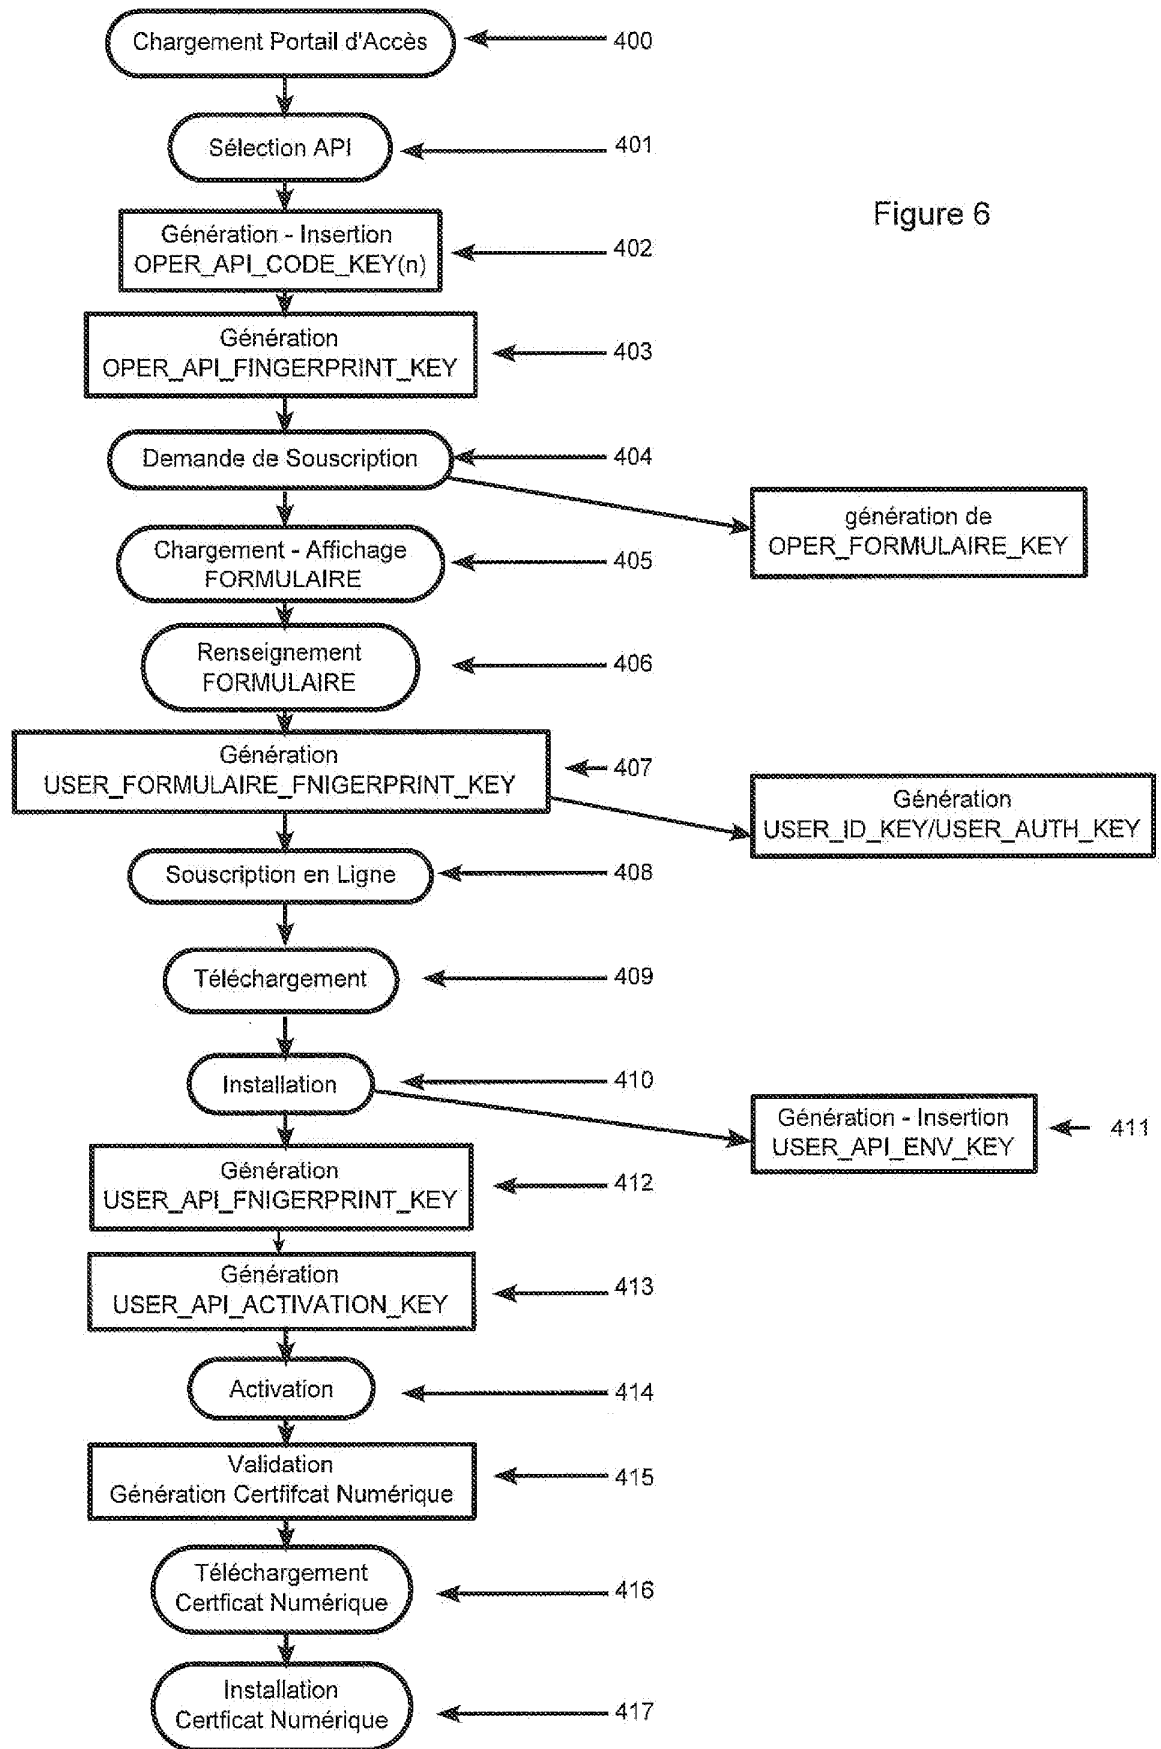 Chargement Portail d'Accès
400
Sélection API
401
Figure 6
Génération - Insertion
OPER_API_CODE_KEY(n)
402
Génération
OPER_API_FINGERPRINT_KEY
403
Demande de Souscription
404
génération de
OPER_FORMULAIRE_KEY
Chargement - Affichage
FORMULAIRE
405
Renseignement
FORMULAIRE
406
Génération
USER_FORMULAIRE_FNIGERPRINT_KEY
407
Génération
USER_ID_KEY/USER_AUTH_KEY
Souscription en Ligne
408
Téléchargement
409
Installation
410
Génération - Insertion
USER_API_ENV_KEY
411
Génération
USER_API_FNIGERPRINT_KEY
412
Génération
USER_API_ACTIVATION_KEY
413
Activation
414
Validation
Génération Certfifcat Numérique
415
Téléchargement
Certficat Numérique
416
Installation
Certficat Numérique
417